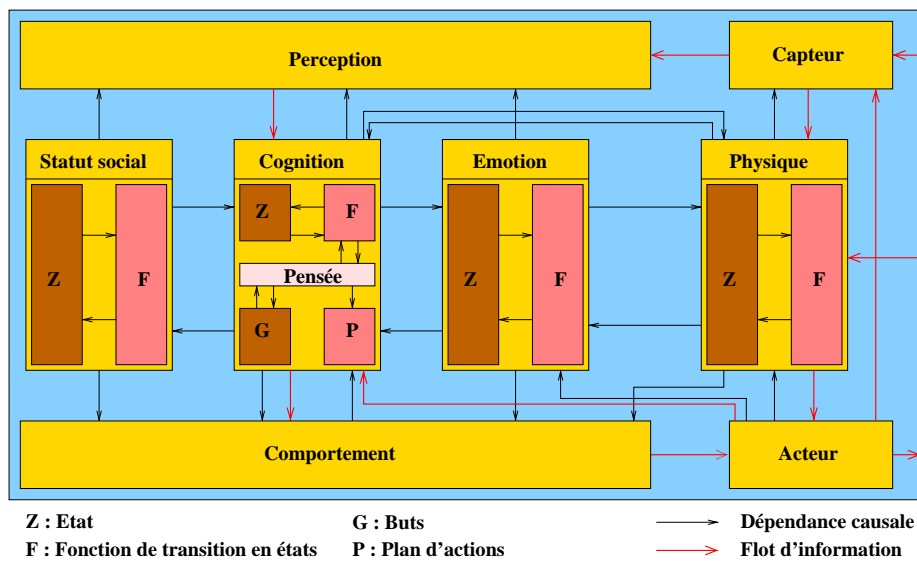 Perception
Capteur
Statut social
Cognition
Emotion
Physique
Z
F
Z
F
Pensée
G
P
Z
F
Z
F
Comportement
Acteur
Z : Etat
G : Buts
Dépendance causale
F : Fonction de transition en états
P : Plan d'actions
Flot d'information